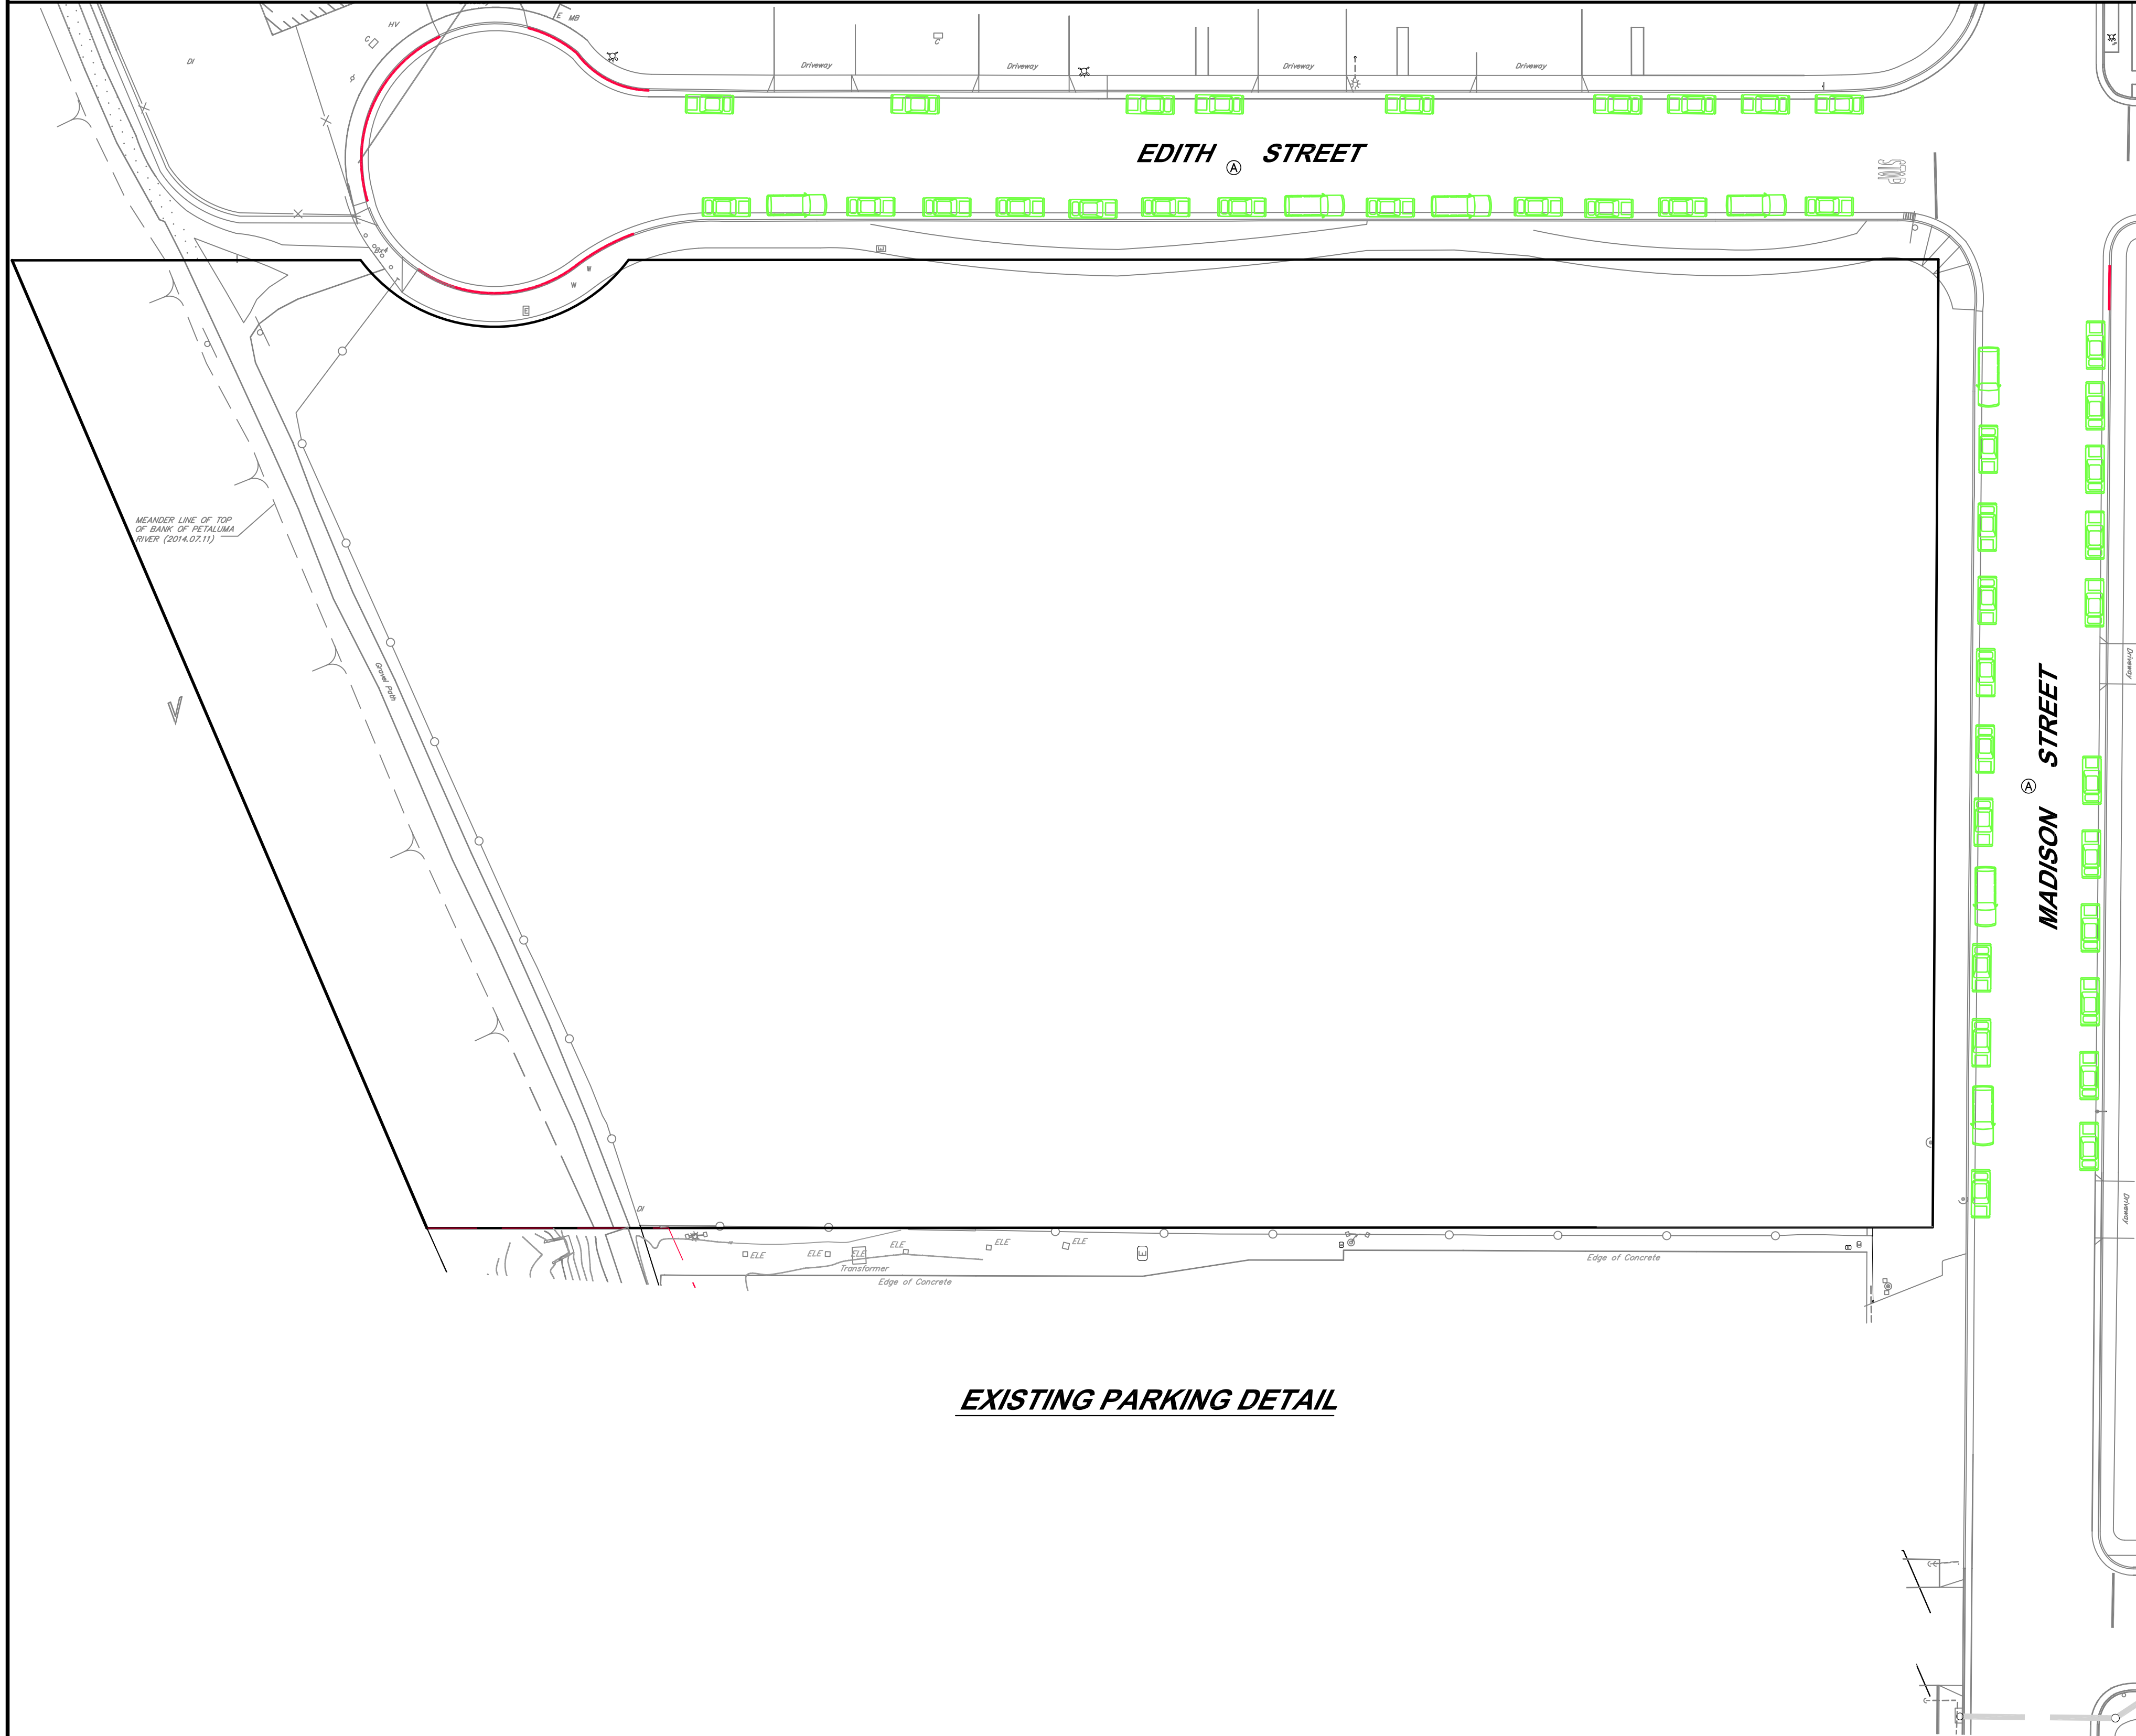 E MB
HV
C
DI
C
Driveway
Driveway
Driveway
Driveway
EDITH STREET
A
STOP
W
W
E
E
MEANDER LINE OF TOP
OF BANK OF PETALUMA
RIVER (2014.07.11)
Gravel Path
MADISON STREET
A
Driveway
Driveway
DI
ELE
ELE
ELE
ELE
ELE
ELE
E
Transformer
Edge of Concrete
Edge of Concrete
EXISTING PARKING DETAIL